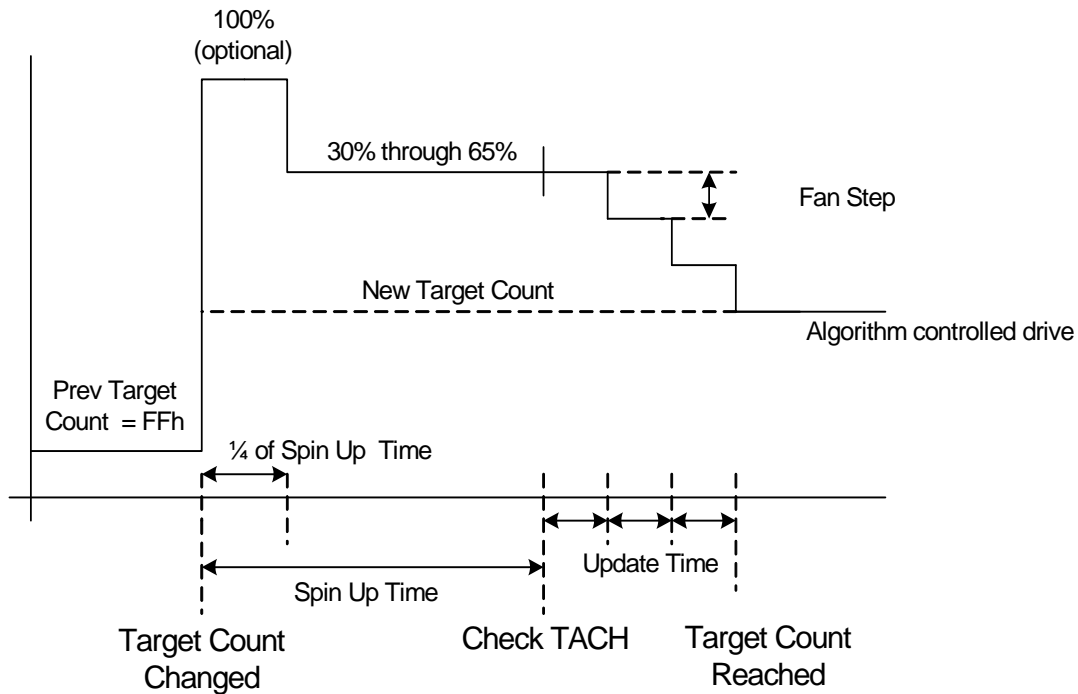 100%
(optional)
30% through 65%
Fan Step
New Target Count
Algorithm controlled drive
Prev Target
Count = FFh
¼ of Spin Up Time
Update Time
Spin Up Time
Target Count
Changed
Check TACH
Target Count
Reached